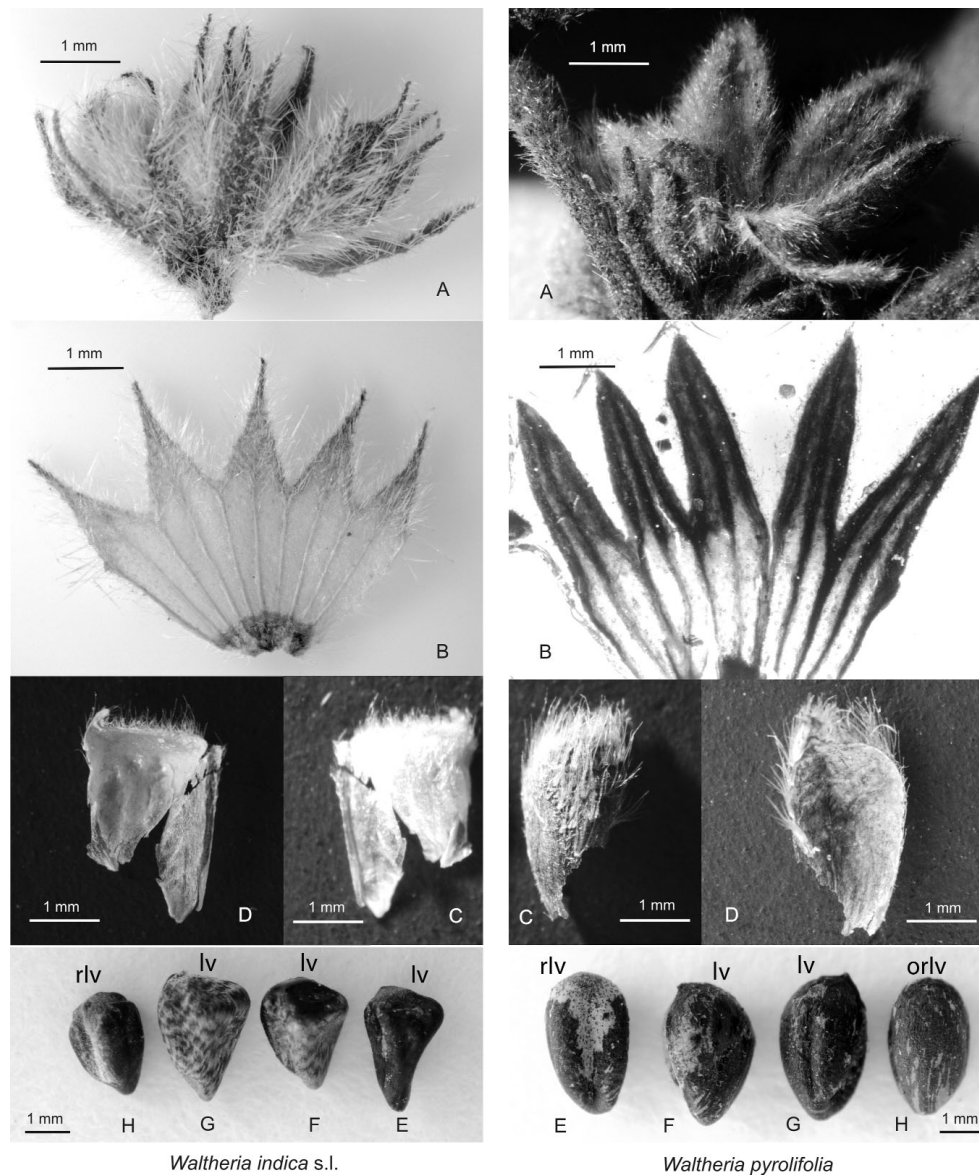 1 mm
1 mm
A
A
1 mm
1 mm
B
B
D
1 mm
1 mm
C
C
1 mm
D
1 mm
rlv lv lv lv
rlv lv lv orlv
H G F E
1 mm
E F G H
1 mm
Waltheria indica s.l.
Waltheria pyrolifolia